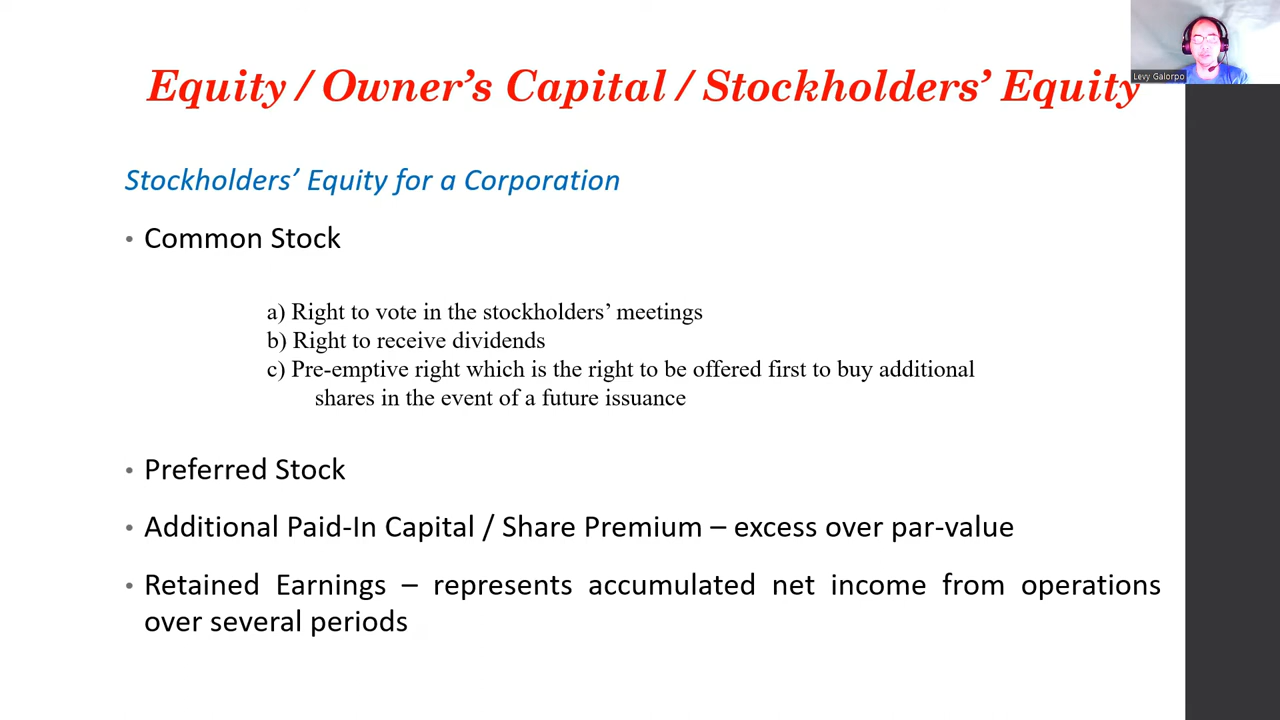 Levy Galorpo
Equity / Owner’s Capital / Stockholders’ Equity
Stockholders’ Equity for a Corporation
• Common Stock
a) Right to vote in the stockholders’ meetings
b) Right to receive dividends
c) Pre-emptive right which is the right to be offered first to buy additional
shares in the event of a future issuance
• Preferred Stock
• Additional Paid-In Capital / Share Premium – excess over par-value
• Retained Earnings – represents accumulated net income from operations
over several periods